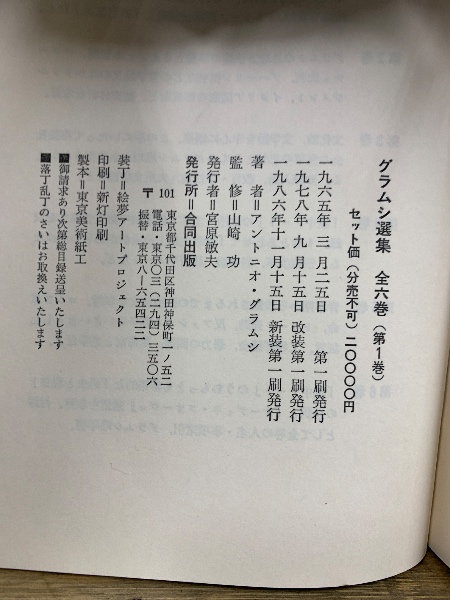 グラムシ選集 全六巻(第1巻)
セット価(分売不可)二〇〇〇〇円
一九六五年 三 月二五日 第一刷発行
一九七八年 九 月十五日 改装第一刷発行
一九八六年十一月十五日 新装第一刷発行
著 者=アントニオ・グラムシ
監 修=山崎 功
発行者=宮原敏夫
発行所=合同出版
〒101 東京都千代田区神田神保町一ノ五二
電話・東京〇三(二九四)三五〇六
振替・東京八―六五四二二
装丁=絵夢アートプロジェクト
印刷=新灯印刷
製本=東京美術紙工
■御請求あり次第総目録送呈いたします
■落丁乱丁のさいはお取換えいたします